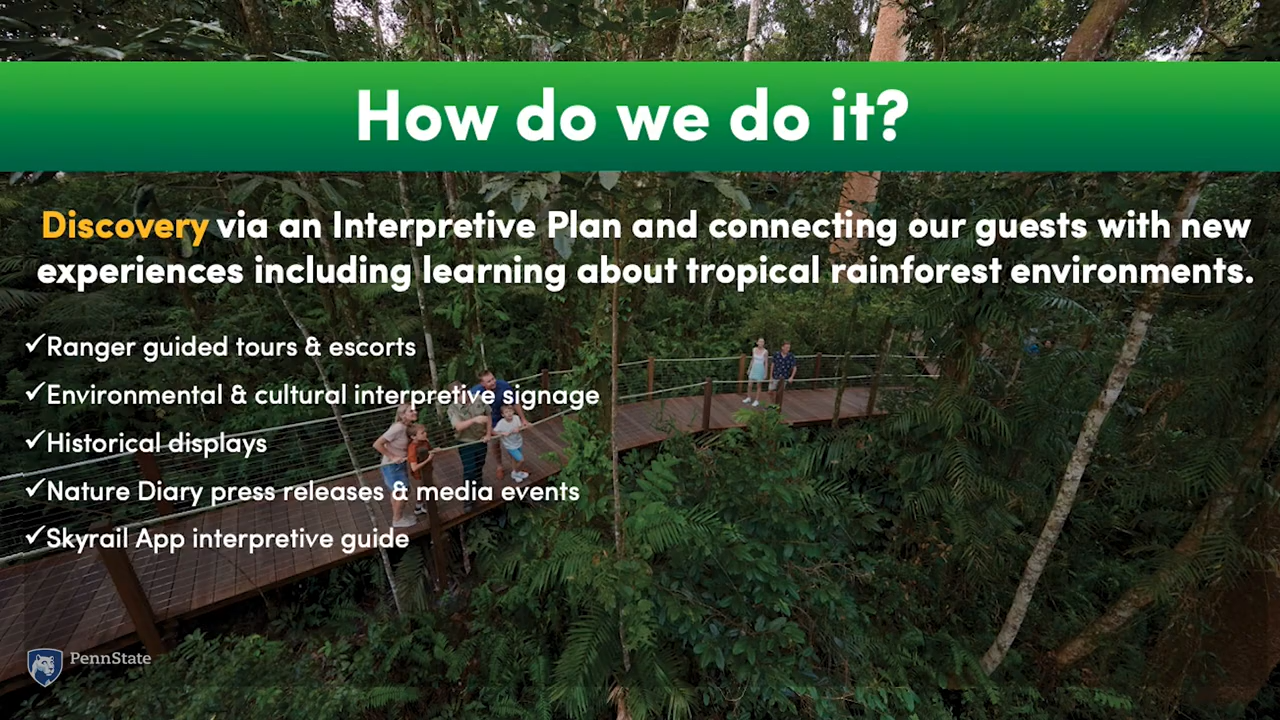 How do we do it?
Discovery via an Interpretive Plan and connecting our guests with new
experiences including learning about tropical rainforest environments.
✓Ranger guided tours & escorts
✓Environmental & cultural interpretive signage
✓Historical displays
✓Nature Diary press releases & media events
✓Skyrail App interpretive guide
PennState